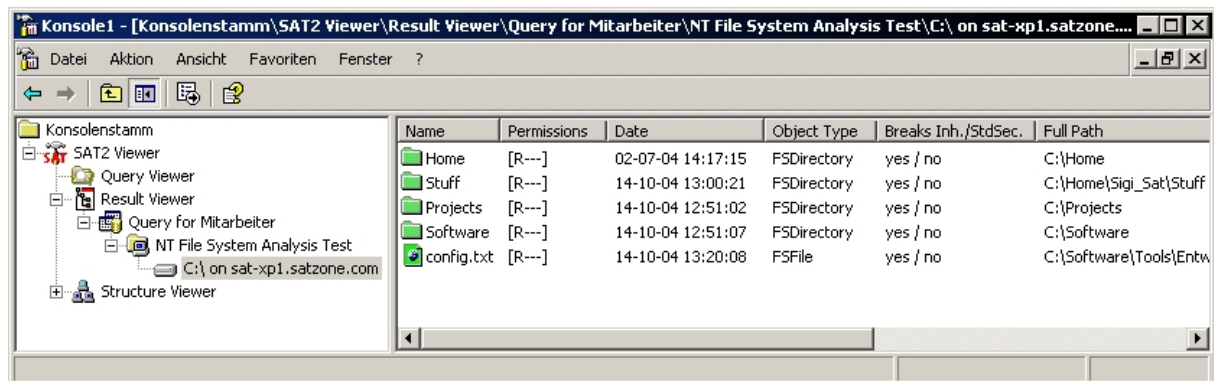 Konsole1 - [Konsolenstamm\SAT2 Viewer\Result Viewer\Query for Mitarbeiter\NT File System Analysis Test\C:\ on sat-xp1.satzone....
Datei Aktion Ansicht Favoriten Fenster ?
Konsolenstamm
SAT2 Viewer
Query Viewer
Result Viewer
Query for Mitarbeiter
NT File System Analysis Test
C:\ on sat-xp1.satzone.com
Structure Viewer
Name Permissions Date Object Type Breaks Inh./StdSec. Full Path
Home [R---] 02-07-04 14:17:15 FSDirectory yes / no C:\Home
Stuff [R---] 14-10-04 13:00:21 FSDirectory yes / no C:\Home\Sigi_Sat\Stuff
Projects [R---] 14-10-04 12:51:02 FSDirectory yes / no C:\Projects
Software [R---] 14-10-04 12:51:07 FSDirectory yes / no C:\Software
config.txt [R---] 14-10-04 13:20:08 FSFile yes / no C:\Software\Tools\Entw